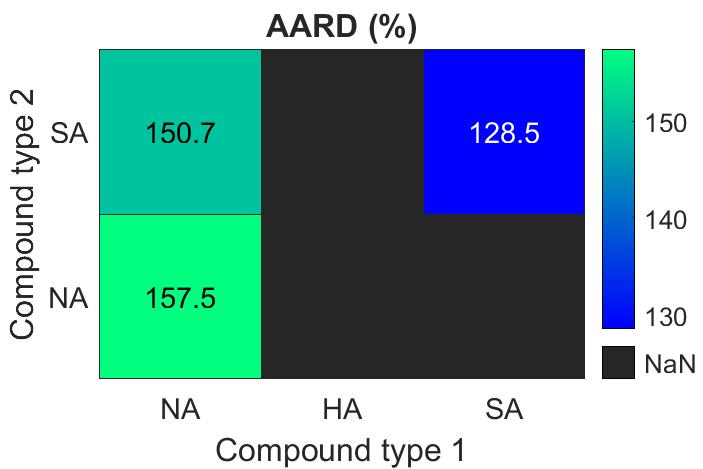 AARD (%)
Compound type 2
SA
150.7
128.5
NA
157.5
NA
HA
SA
Compound type 1
150
140
130
NaN